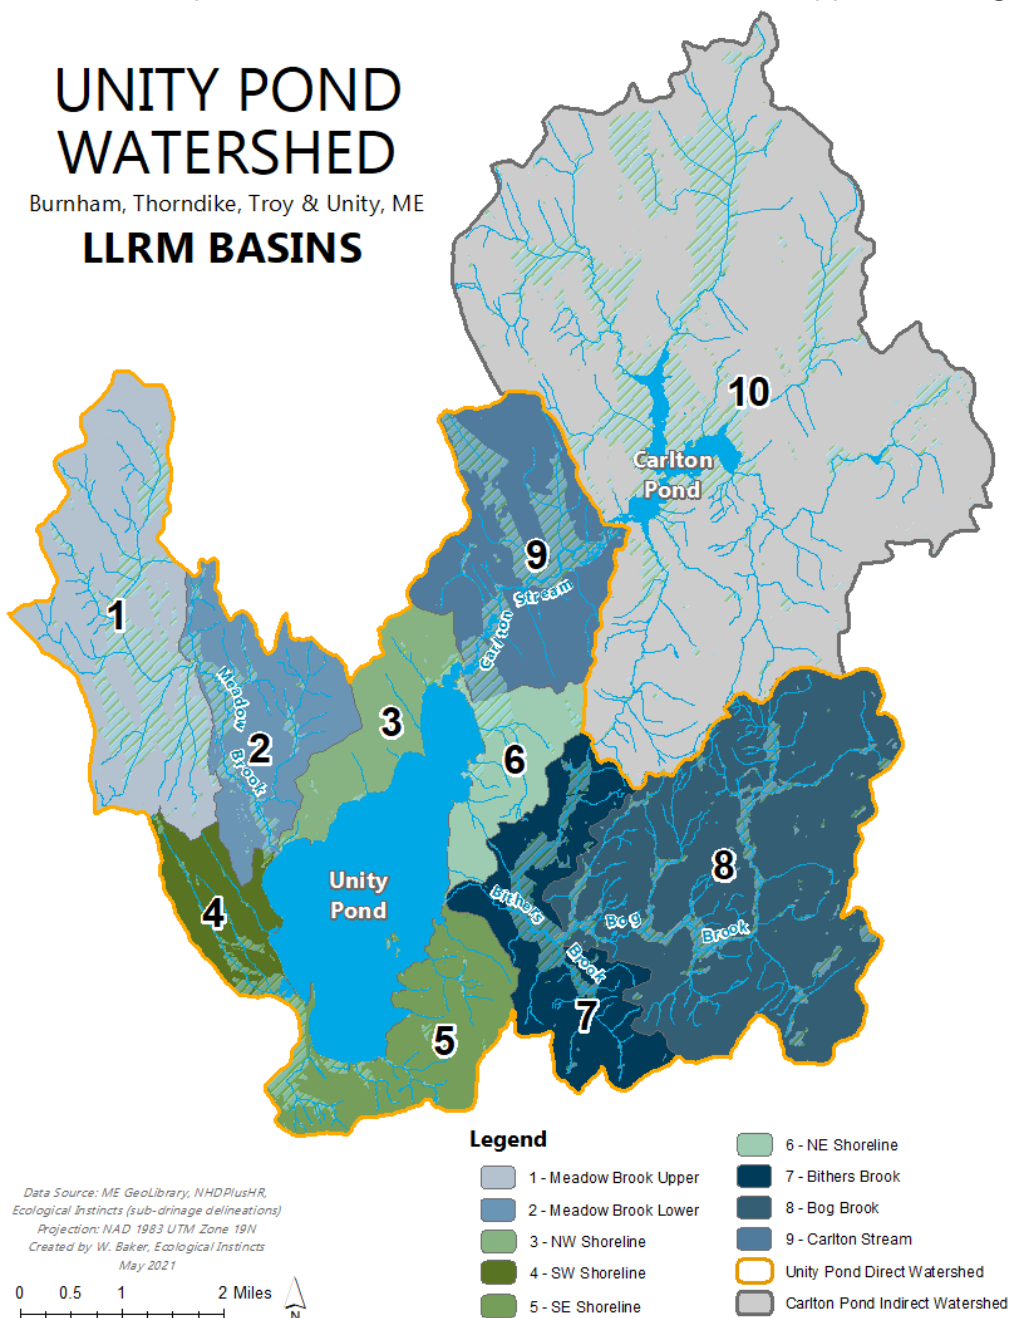 UNITY POND
WATERSHED
Burnham, Thorndike, Troy & Unity, ME
LLRM BASINS
10
Carlton
Pond
9
Carlton Stream
1
Meadow
Brook
2
3
6
Unity
Pond
8
4
Bithers
Brook
Bog
Brook
7
5
Legend
1 - Meadow Brook Upper
2 - Meadow Brook Lower
3 - NW Shoreline
4 - SW Shoreline
5 - SE Shoreline
6 - NE Shoreline
7 - Bithers Brook
8 - Bog Brook
9 - Carlton Stream
Unity Pond Direct Watershed
Carlton Pond Indirect Watershed
Data Source: ME GeoLibrary, NHDPlusHR,
Ecological Instincts (sub-drinage delineations)
Projection: NAD 1983 UTM Zone 19N
Created by W. Baker, Ecological Instincts
May 2021
0 0.5 1 2 Miles
N